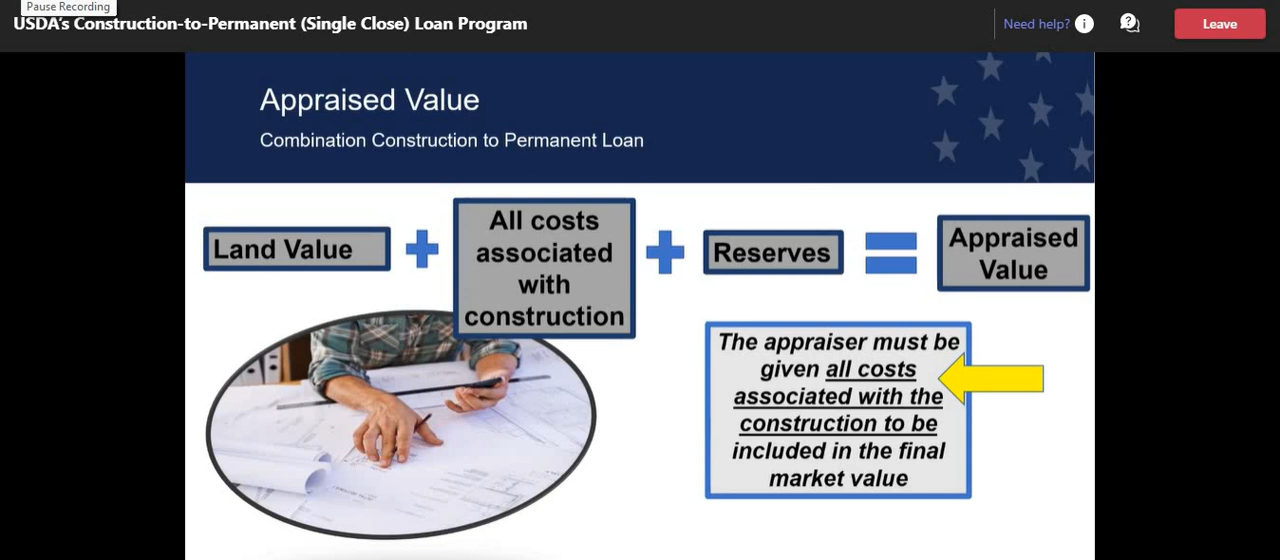 Pause Recording
USDA's Construction-to-Permanent (Single Close) Loan Program
Need help?
Leave
Appraised Value
Combination Construction to Permanent Loan
Land Value
All costs
associated
with
construction
Reserves
Appraised
Value
The appraiser must be
given all costs
associated with the
construction to be
included in the final
market value